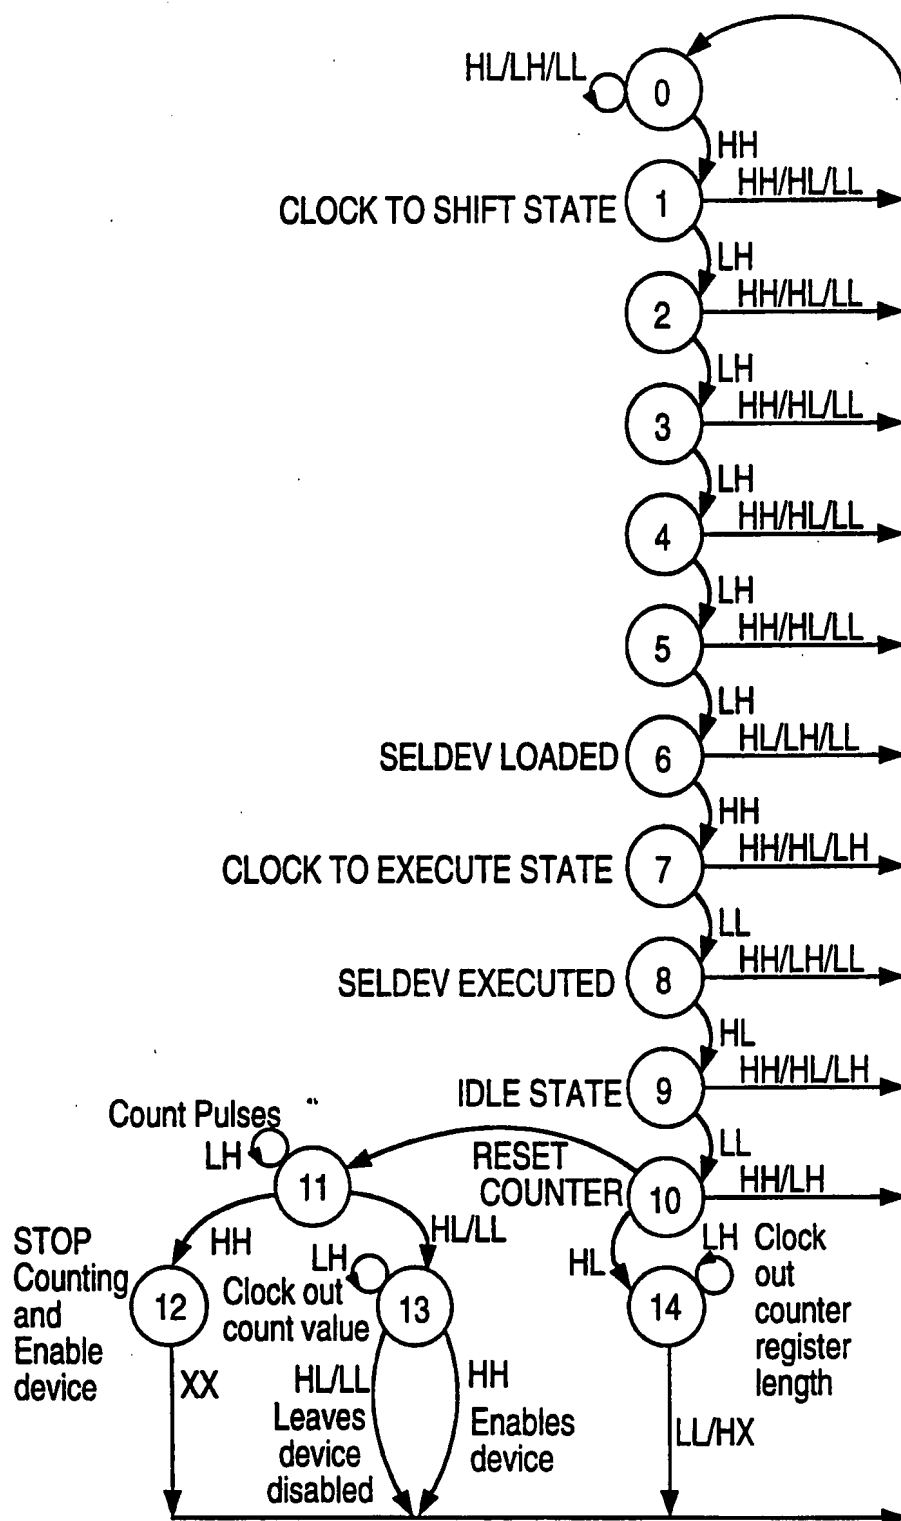 HL/LH/LL
0
HH
CLOCK TO SHIFT STATE
1
HH/HL/LL
LH
2
HH/HL/LL
LH
3
HH/HL/LL
LH
4
HH/HL/LL
LH
5
HH/HL/LL
LH
SELDEV LOADED
6
HL/LH/LL
HH
CLOCK TO EXECUTE STATE
7
HH/HL/LH
LL
SELDEV EXECUTED
8
HH/LH/LL
HL
IDLE STATE
9
HH/HL/LH
LL
Count Pulses
LH
11
RESET
COUNTER
10
HH/LH
HH
HL/LL
HL
STOP
Counting
and
Enable
device
12
XX
LH
Clock out
count value
13
HL/LL
Leaves
device
disabled
HH
Enables
device
14
LH
Clock
out
counter
register
length
LL/HX